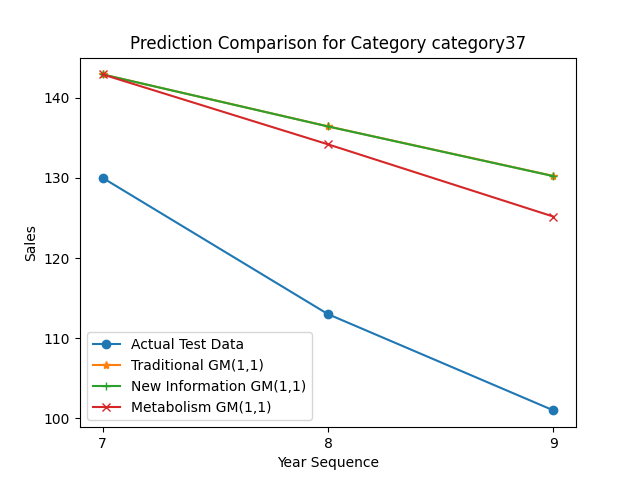 Prediction Comparison for Category category37
140
130
120
110
100
Sales
Actual Test Data
Traditional GM(1,1)
New Information GM(1,1)
Metabolism GM(1,1)
7
8
9
Year Sequence